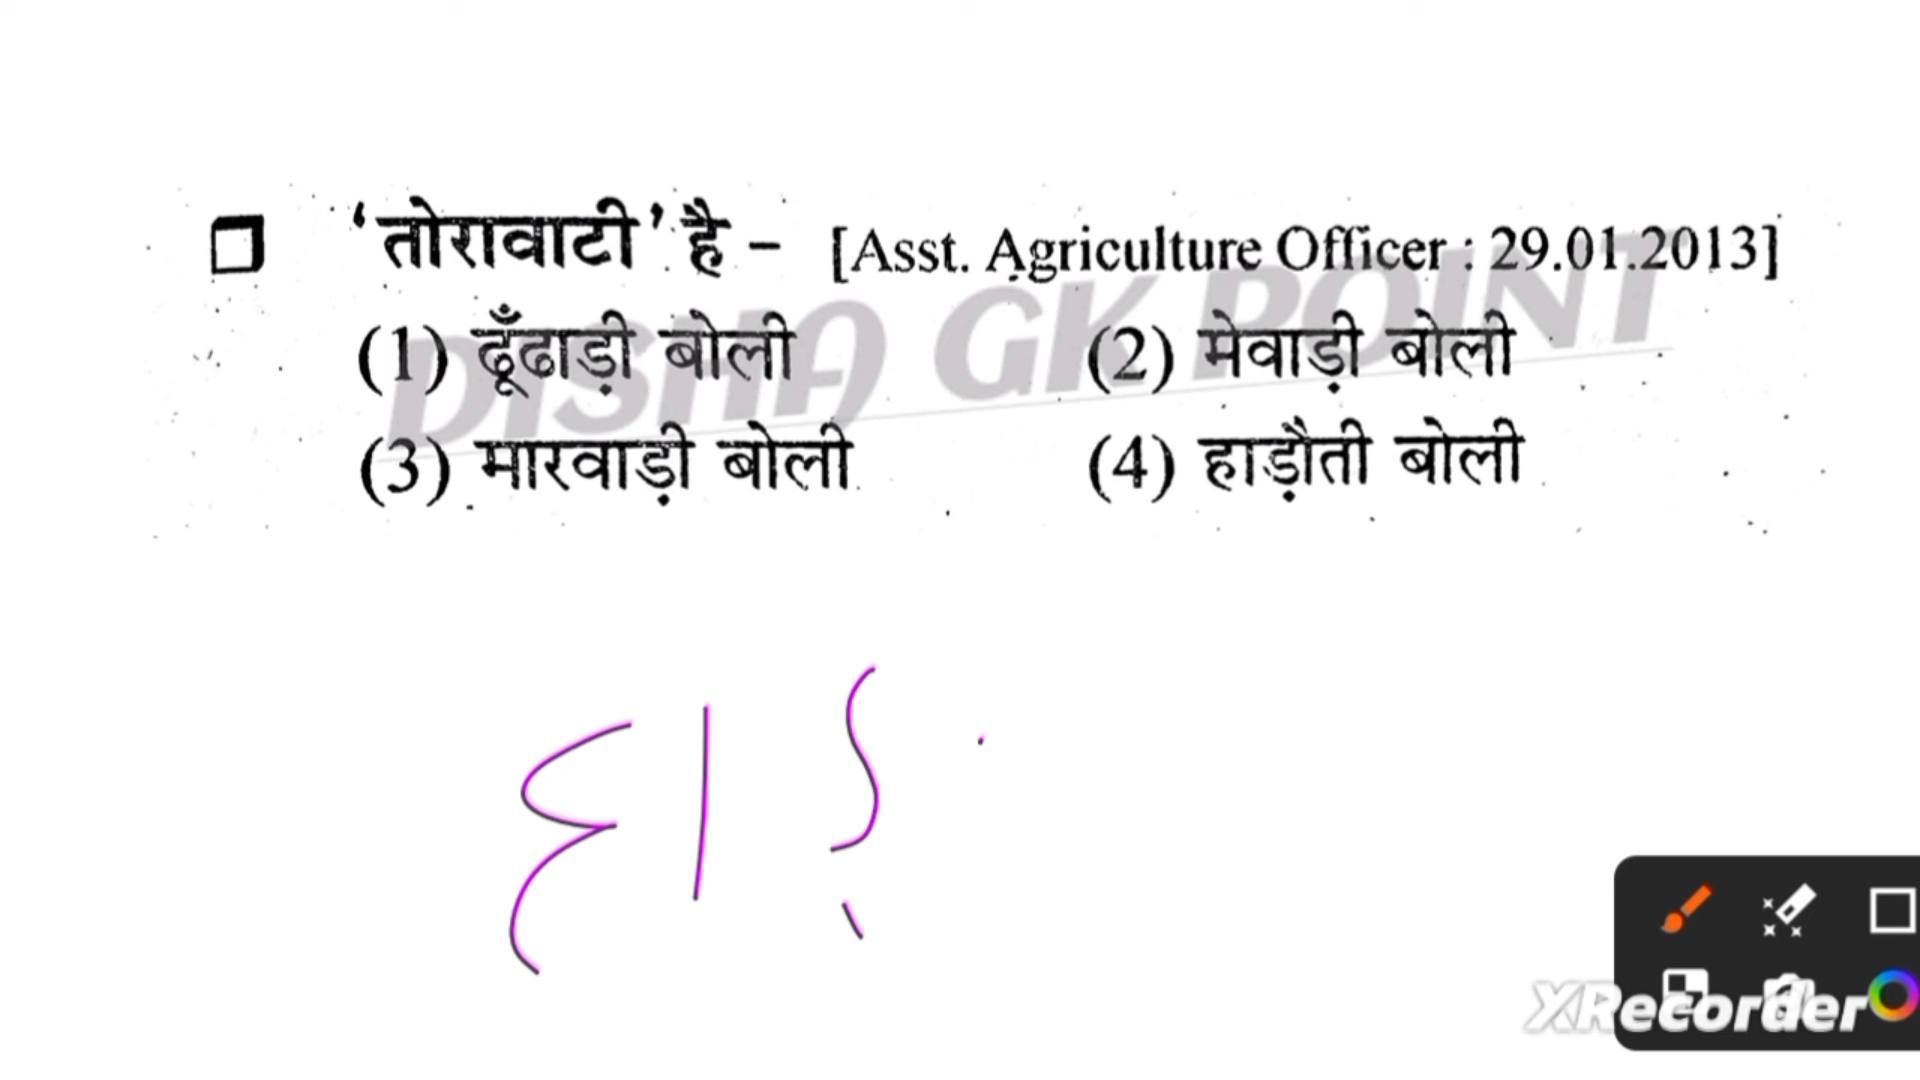 ‘तोरावाटी’ है – [Asst. Agriculture Officer : 29.01.2013]
(1) ढूँढाड़ी बोली (2) मेवाड़ी बोली
(3) मारवाड़ी बोली (4) हाड़ौती बोली
DISHA GK POINT
हाड़
XRecorder